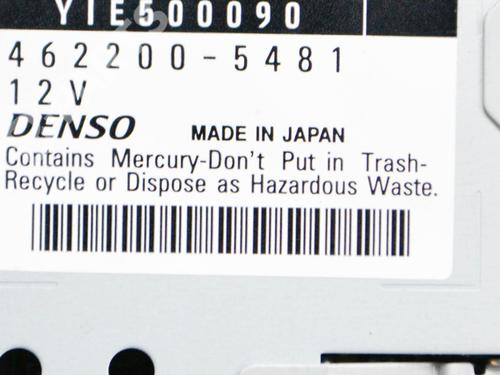 YIE500090
462200-5481
12V
DENSO MADE IN JAPAN
Contains Mercury-Don't Put in Trash-
Recycle or Dispose as Hazardous Waste.